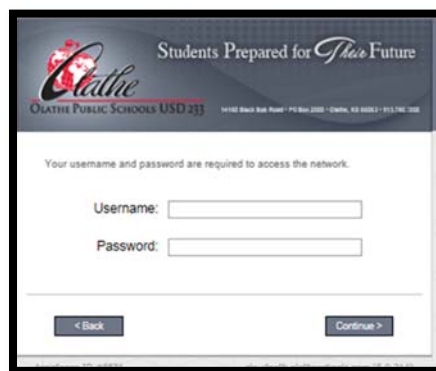 Students Prepared for Their Future
Olathe
OLATHE PUBLIC SCHOOLS USD 233
Your username and password are required to access the network.
Username:
Password:
< Back
Continue >